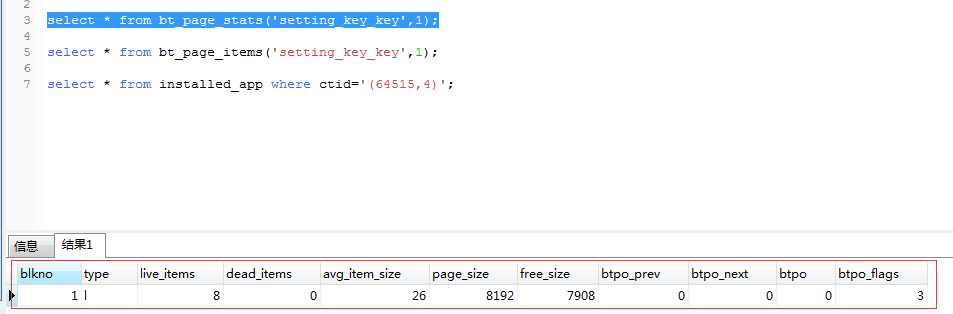 2
3 select * from bt_page_stats('setting_key_key',1);
4
5 select * from bt_page_items('setting_key_key',1);
6
7 select * from installed_app where ctid='(64515,4)';
信息 结果1
blkno type live_items dead_items avg_item_size page_size free_size btpo_prev btpo_next btpo btpo_flags
1 l 8 0 26 8192 7908 0 0 0 3